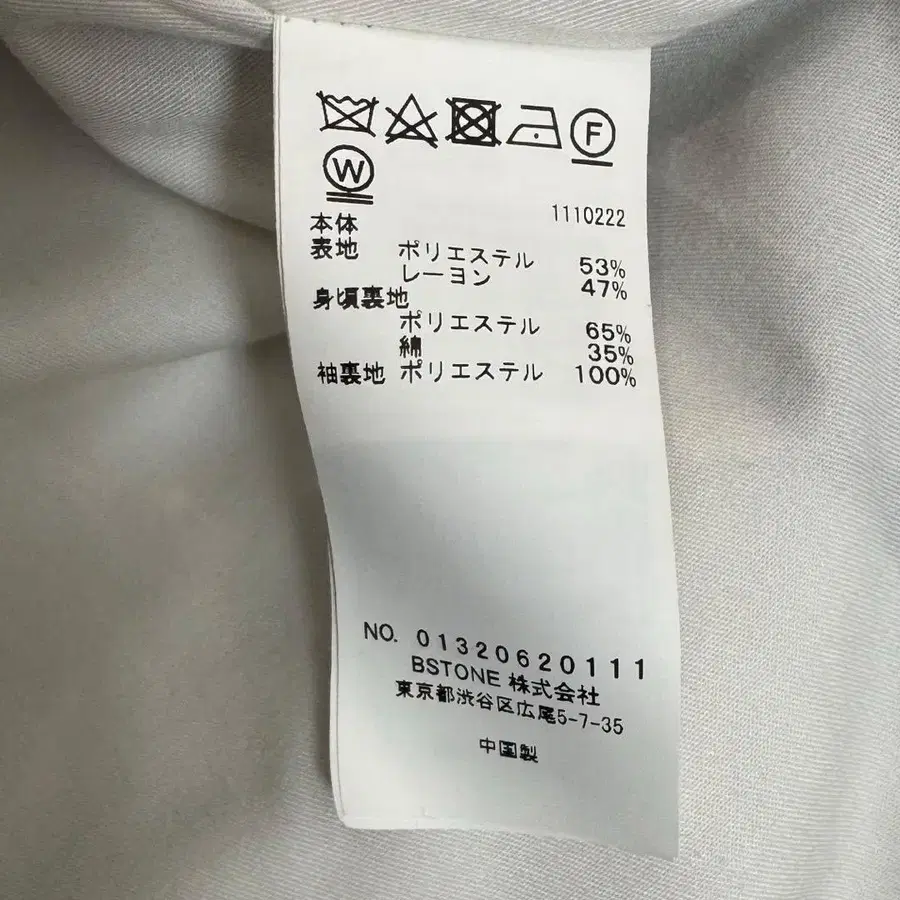 F
W
1110222
本体
表地 ポリエステル 53%
レーヨン 47%
身頃裏地
ポリエステル 65%
綿 35%
袖裏地 ポリエステル 100%
NO. 01320620111
BSTONE 株式会社
東京都渋谷区広尾5-7-35
中国製